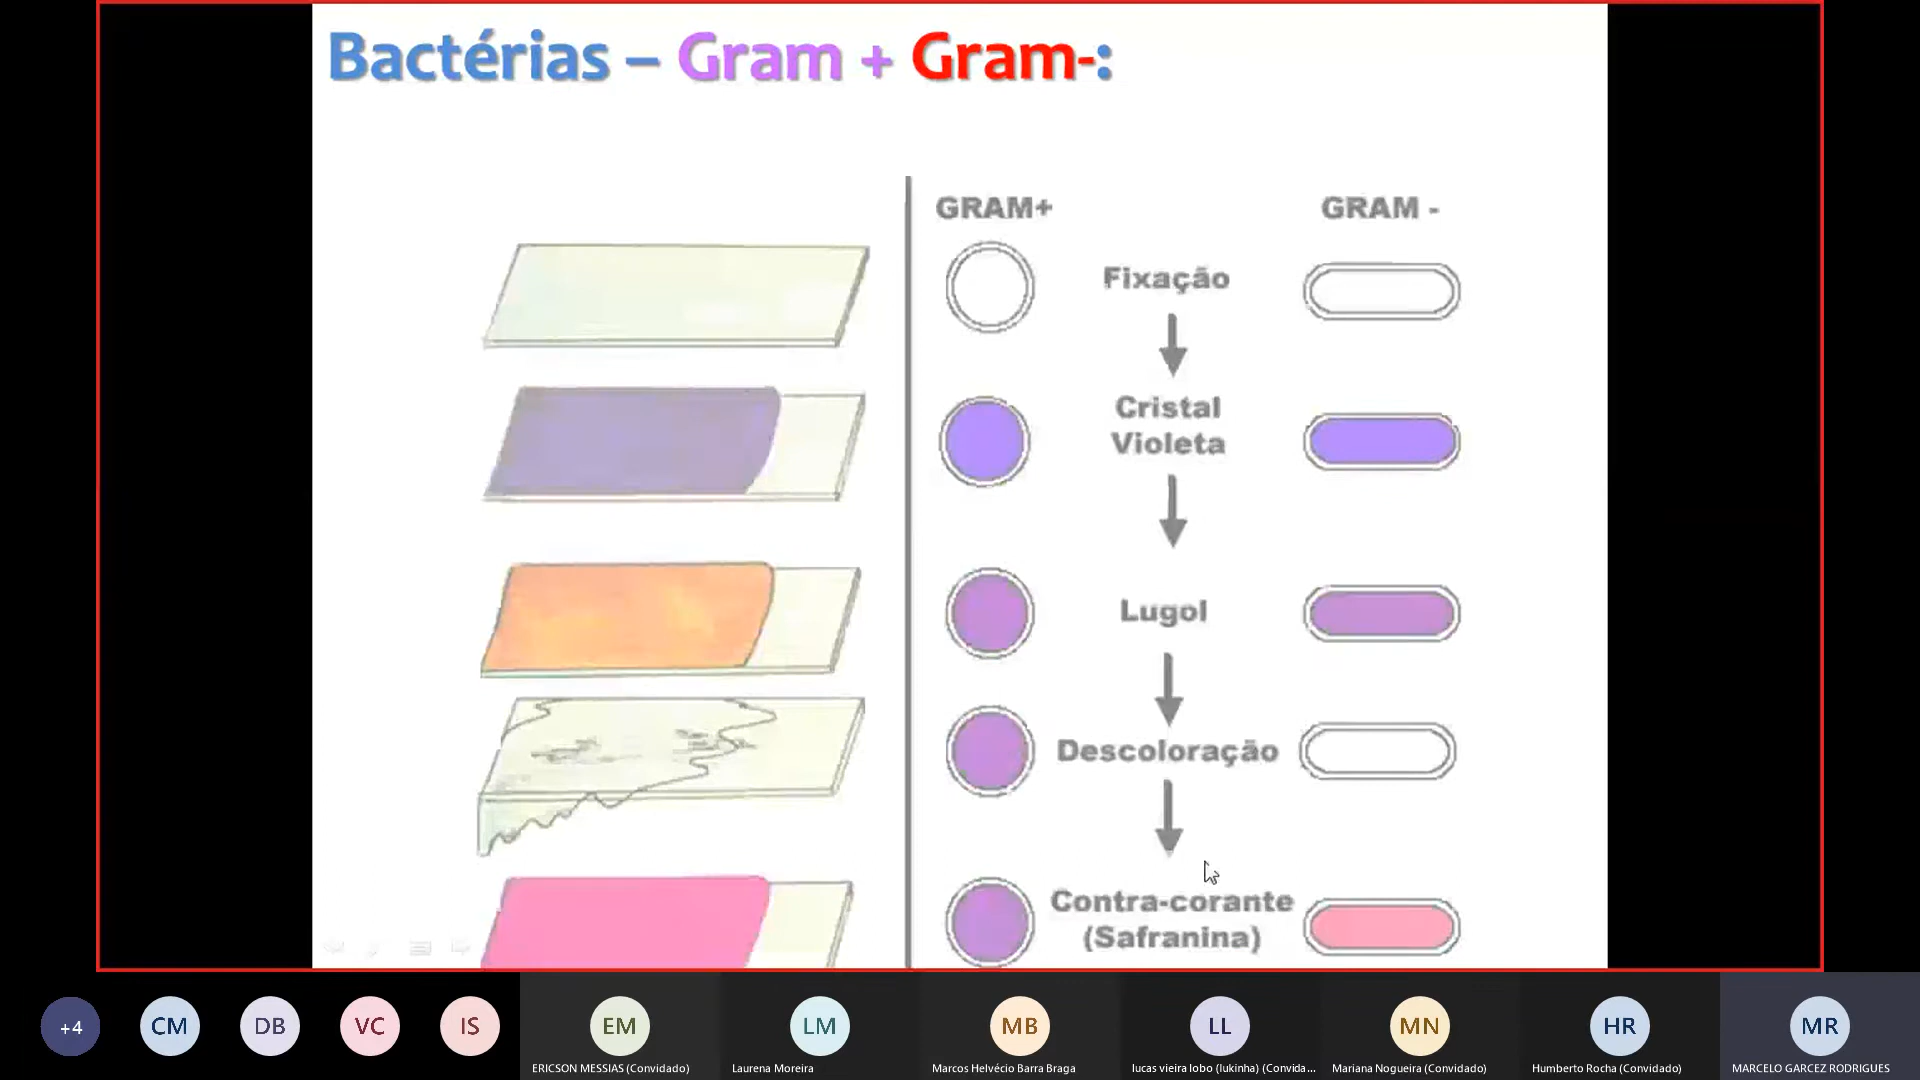 Bactérias – Gram + Gram-:
GRAM+
GRAM -
Fixação
Cristal
Violeta
Lugol
Descoloração
Contra-corante
(Safranina)
+4
CM
DB
VC
IS
EM
LM
MB
LL
MN
HR
MR
ERICSON MESSIAS (Convidado)
Laurena Moreira
Marcos Helvécio Barra Braga
lucas vieira lobo (lukinha) (Convida...
Mariana Nogueira (Convidado)
Humberto Rocha (Convidado)
MARCELO GARCEZ RODRIGUES